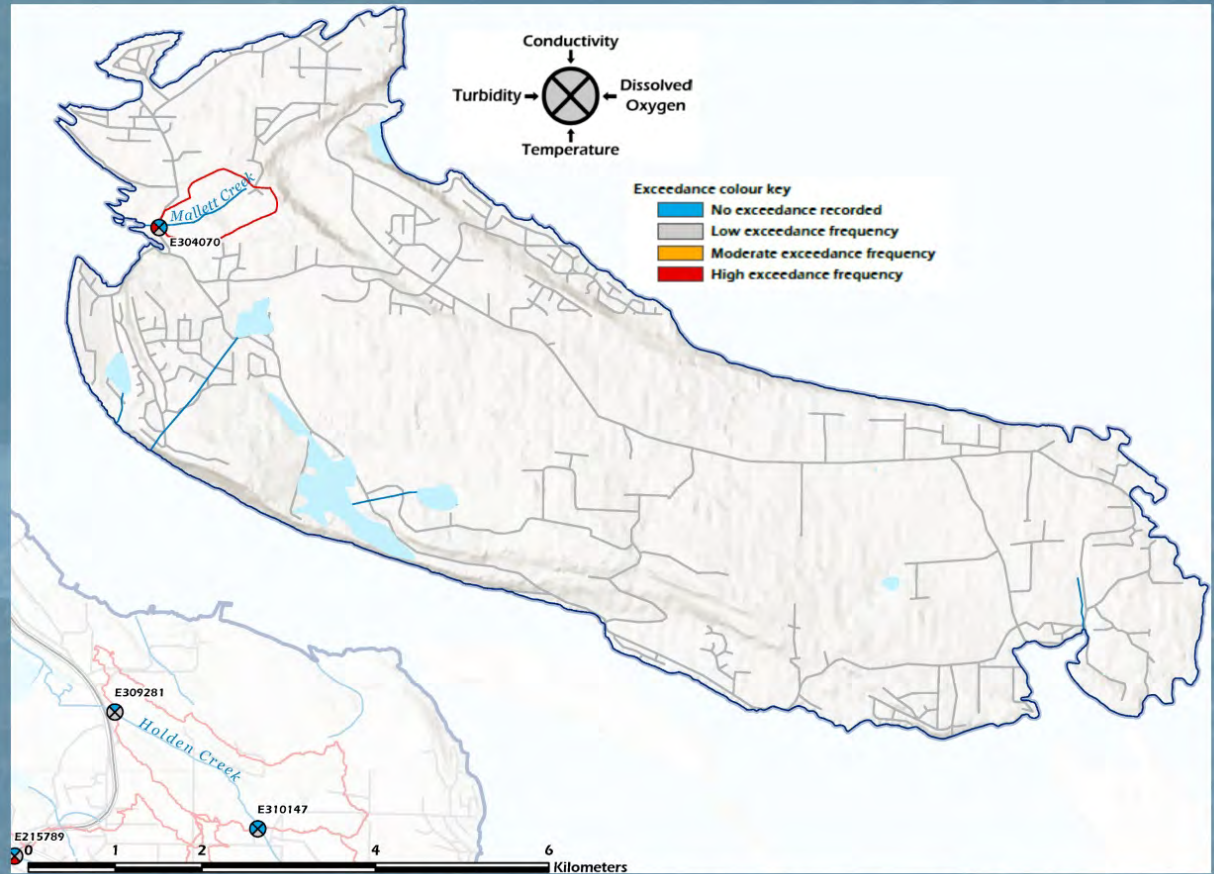 Conductivity
Turbidity
Dissolved
Oxygen
Temperature
Exceedance colour key
No exceedance recorded
Low exceedance frequency
Moderate exceedance frequency
High exceedance frequency
Mallett Creek
E304070
E309281
Holden Creek
E310147
E215789
0 1 2 4 6
Kilometers